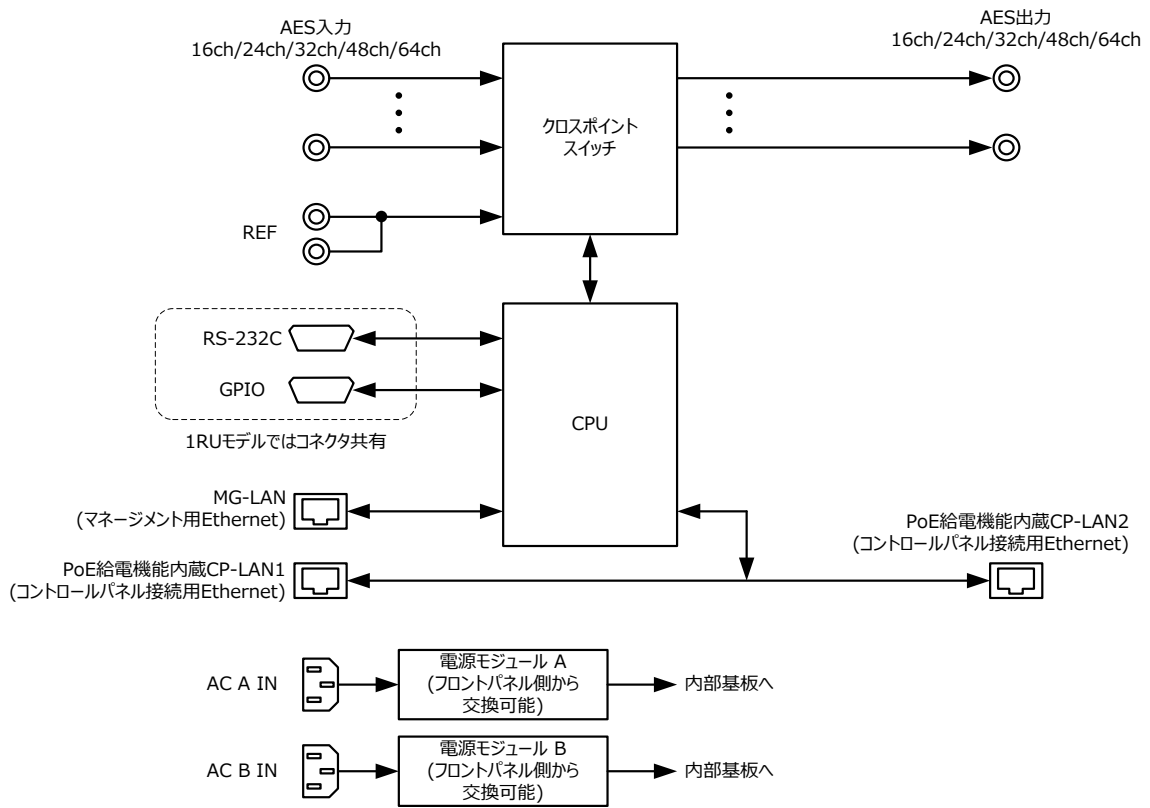 AES入力
16ch/24ch/32ch/48ch/64ch
AES出力
16ch/24ch/32ch/48ch/64ch
クロスポイント
スイッチ
REF
RS-232C
GPIO
1RUモデルではコネクタ共有
CPU
MG-LAN
(マネージメント用Ethernet)
PoE給電機能内蔵CP-LAN2
(コントロールパネル接続用Ethernet)
PoE給電機能内蔵CP-LAN1
(コントロールパネル接続用Ethernet)
AC A IN
電源モジュール A
(フロントパネル側から
交換可能)
内部基板へ
AC B IN
電源モジュール B
(フロントパネル側から
交換可能)
内部基板へ